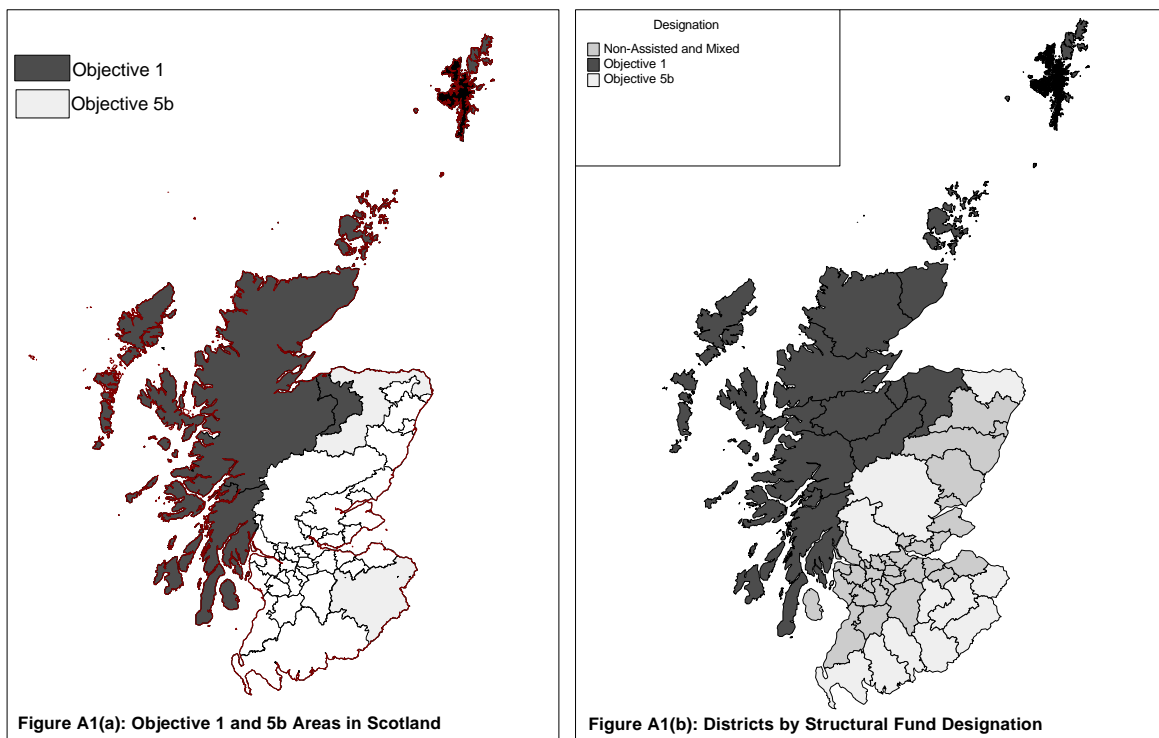 Objective 1
Objective 5b
Figure A1(a): Objective 1 and 5b Areas in Scotland
Designation
Non-Assisted and Mixed
Objective 1
Objective 5b
Figure A1(b): Districts by Structural Fund Designation